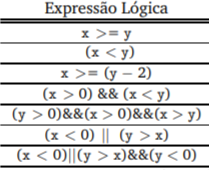 Expressão Lógica
x >= y
(x < y)
x >= (y − 2)
(x > 0) && (x < y)
(y > 0)&&(x > 0)&&(x > y)
(x < 0) || (y > x)
(x < 0)||(y > x)&&(y < 0)